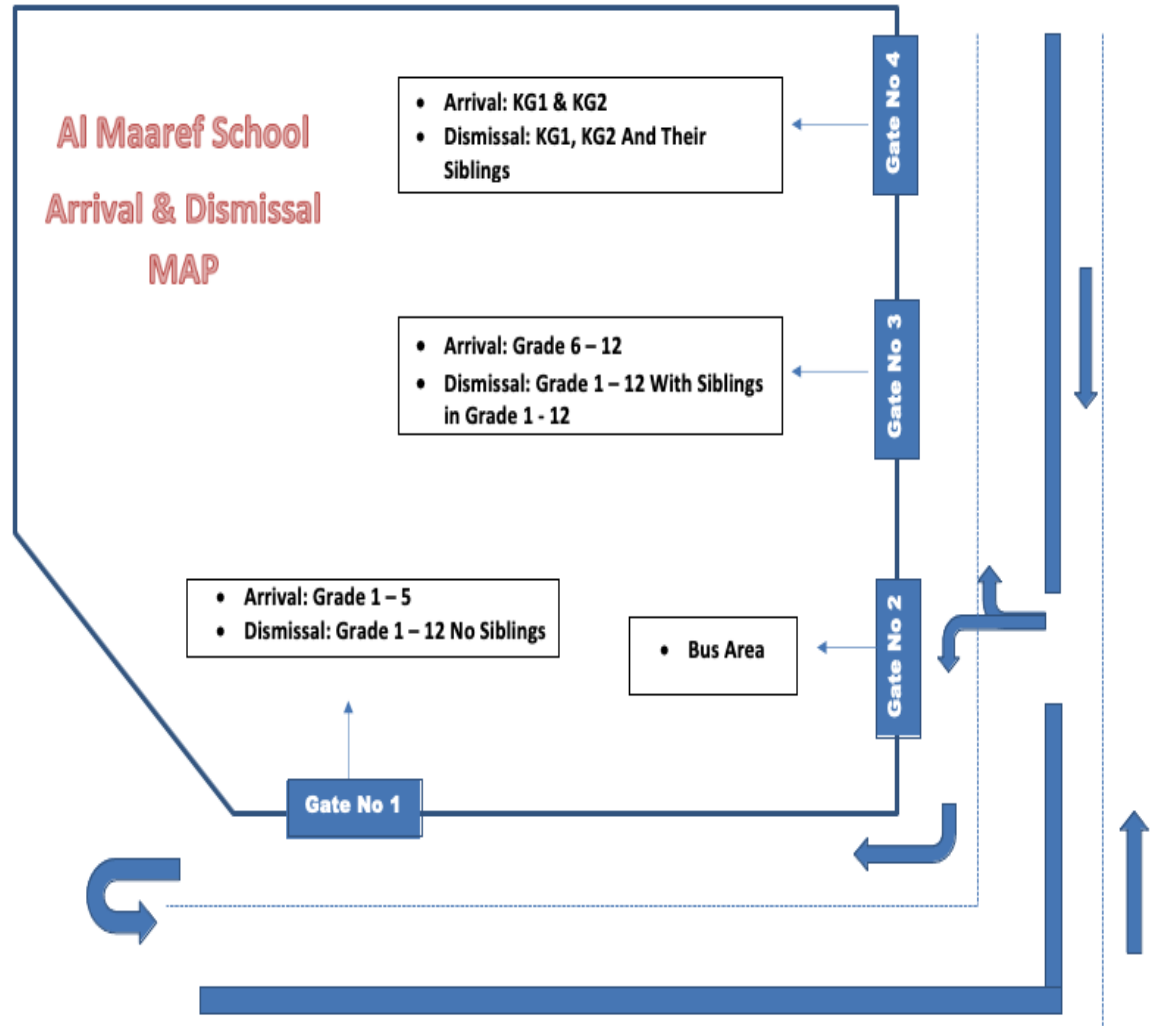 Al Maaref School
Arrival & Dismissal
MAP
• Arrival: KG1 & KG2
• Dismissal: KG1, KG2 And Their
Siblings
Gate No 4
• Arrival: Grade 6 – 12
• Dismissal: Grade 1 – 12 With Siblings
in Grade 1 - 12
Gate No 3
• Arrival: Grade 1 – 5
• Dismissal: Grade 1 – 12 No Siblings
• Bus Area
Gate No 2
Gate No 1